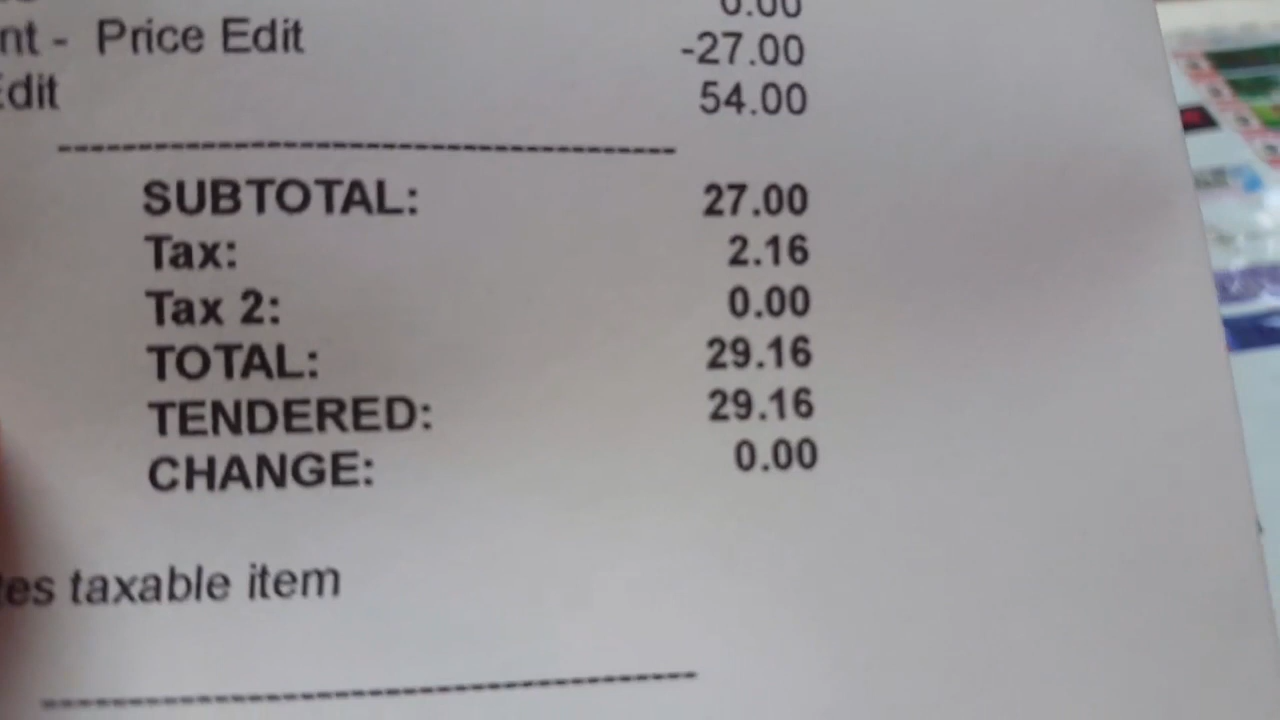 0.00
nt - Price Edit -27.00
Edit 54.00
SUBTOTAL: 27.00
Tax: 2.16
Tax 2: 0.00
TOTAL: 29.16
TENDERED: 29.16
CHANGE: 0.00
tes taxable item